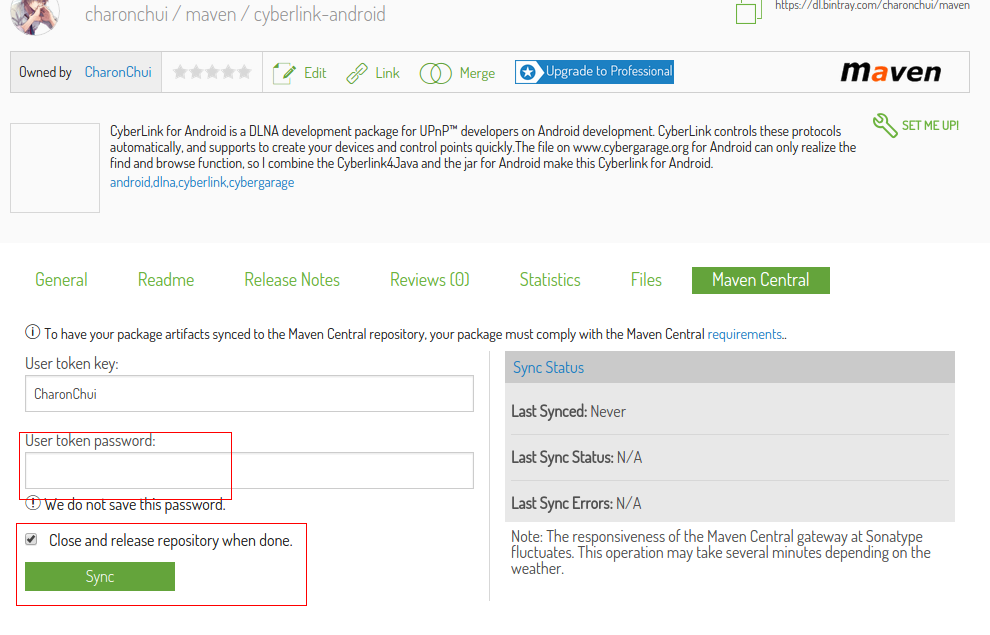 charonchui / maven / cyberlink-android
https://dl.bintray.com/charonchui/maven
Owned by CharonChui Edit Link Merge Upgrade to Professional maven
CyberLink for Android is a DLNA development package for UPnP™ developers on Android development. CyberLink controls these protocols
automatically, and supports to create your devices and control points quickly.The file on www.cybergarage.org for Android can only realize the
find and browse function, so I combine the Cyberlink4Java and the jar for Android make this Cyberlink for Android.
android,dlna,cyberlink,cybergarage
SET ME UP!
General Readme Release Notes Reviews (0) Statistics Files Maven Central
To have your package artifacts synced to the Maven Central repository, your package must comply with the Maven Central requirements..
User token key:
CharonChui
User token password:
We do not save this password.
Close and release repository when done.
Sync
Sync Status
Last Synced: Never
Last Sync Status: N/A
Last Sync Errors: N/A
Note: The responsiveness of the Maven Central gateway at Sonatype
fluctuates. This operation may take several minutes depending on the
weather.